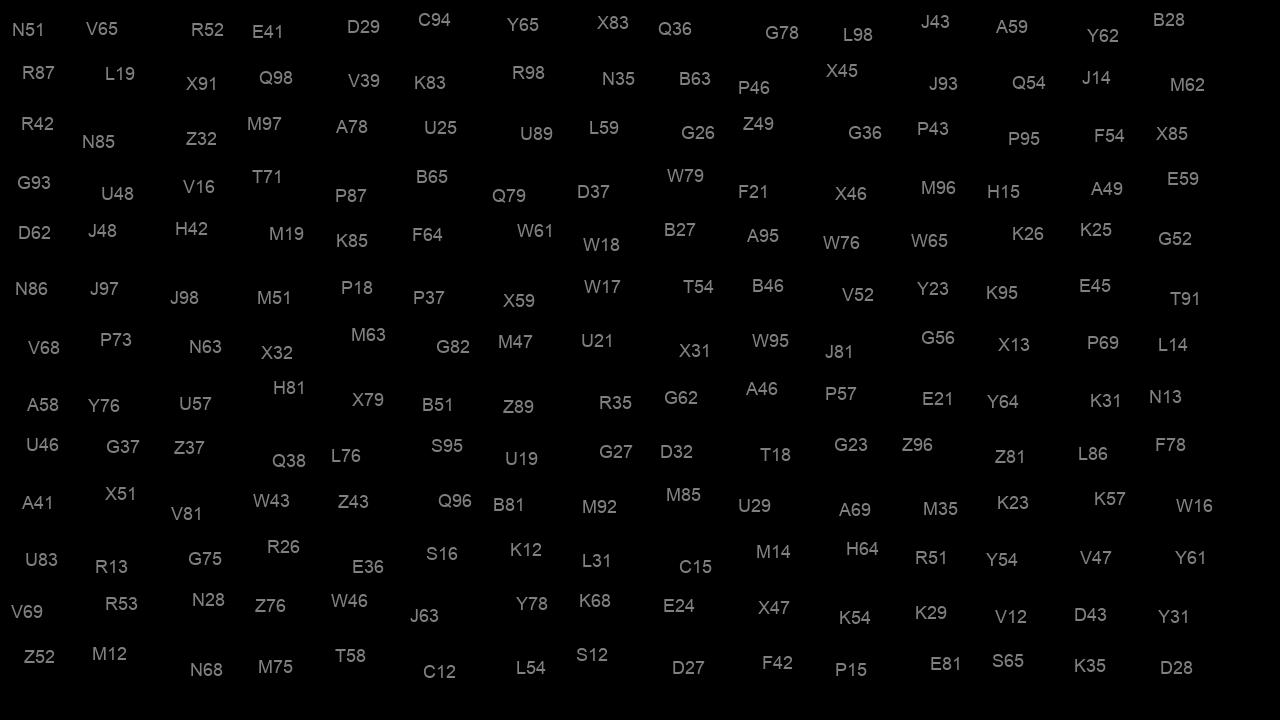 N51 V65 R52 E41 D29 C94 Y65 X83 Q36 G78 L98 J43 A59 Y62 B28
R87 L19 X91 Q98 V39 K83 R98 N35 B63 P46 X45 J93 Q54 J14 M62
R42 N85 Z32 M97 A78 U25 U89 L59 G26 Z49 G36 P43 P95 F54 X85
G93 U48 V16 T71 P87 B65 Q79 D37 W79 F21 X46 M96 H15 A49 E59
D62 J48 H42 M19 K85 F64 W61 W18 B27 A95 W76 W65 K26 K25 G52
N86 J97 J98 M51 P18 P37 X59 W17 T54 B46 V52 Y23 K95 E45 T91
V68 P73 N63 X32 M63 G82 M47 U21 X31 W95 J81 G56 X13 P69 L14
A58 Y76 U57 H81 X79 B51 Z89 R35 G62 A46 P57 E21 Y64 K31 N13
U46 G37 Z37 Q38 L76 S95 U19 G27 D32 T18 G23 Z96 Z81 L86 F78
A41 X51 V81 W43 Z43 Q96 B81 M92 M85 U29 A69 M35 K23 K57 W16
U83 R13 G75 R26 E36 S16 K12 L31 C15 M14 H64 R51 Y54 V47 Y61
V69 R53 N28 Z76 W46 J63 Y78 K68 E24 X47 K54 K29 V12 D43 Y31
Z52 M12 N68 M75 T58 C12 L54 S12 D27 F42 P15 E81 S65 K35 D28